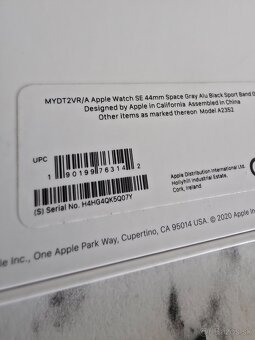 MYDT2VR/A Apple Watch SE 44mm Space Gray Alu Black Sport Band
Designed by Apple in California Assembled in China
Other items as marked thereon Model A2352
UPC
1 90199 76314 2
(S) Serial No. H4HG4QK5Q07Y
Apple Distribution International Ltd.
Hollyhill Industrial Estate,
Cork, Ireland.
Inc., One Apple Park Way, Cupertino, CA 95014 USA. © 2020 Apple